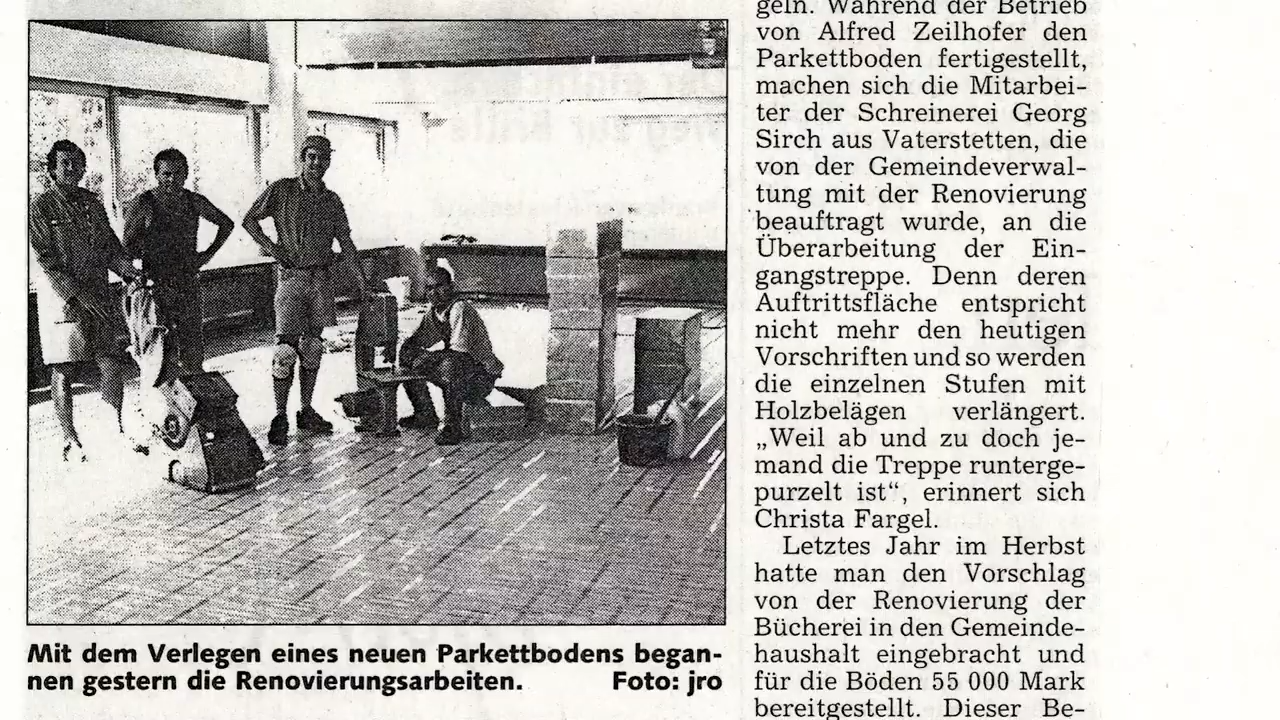 Mit dem Verlegen eines neuen Parkettbodens began-
nen gestern die Renovierungsarbeiten. Foto: jro
geln. Während der Betrieb
von Alfred Zeilhofer den
Parkettboden fertigestellt,
machen sich die Mitarbei-
ter der Schreinerei Georg
Sirch aus Vaterstetten, die
von der Gemeindeverwal-
tung mit der Renovierung
beauftragt wurde, an die
Überarbeitung der Ein-
gangstreppe. Denn deren
Auftrittsfläche entspricht
nicht mehr den heutigen
Vorschriften und so werden
die einzelnen Stufen mit
Holzbelägen verlängert.
„Weil ab und zu doch je-
mand die Treppe runterge-
purzelt ist“, erinnert sich
Christa Fargel.
Letztes Jahr im Herbst
hatte man den Vorschlag
von der Renovierung der
Bücherei in den Gemeinde-
haushalt eingebracht und
für die Böden 55 000 Mark
bereitgestellt. Dieser Be-